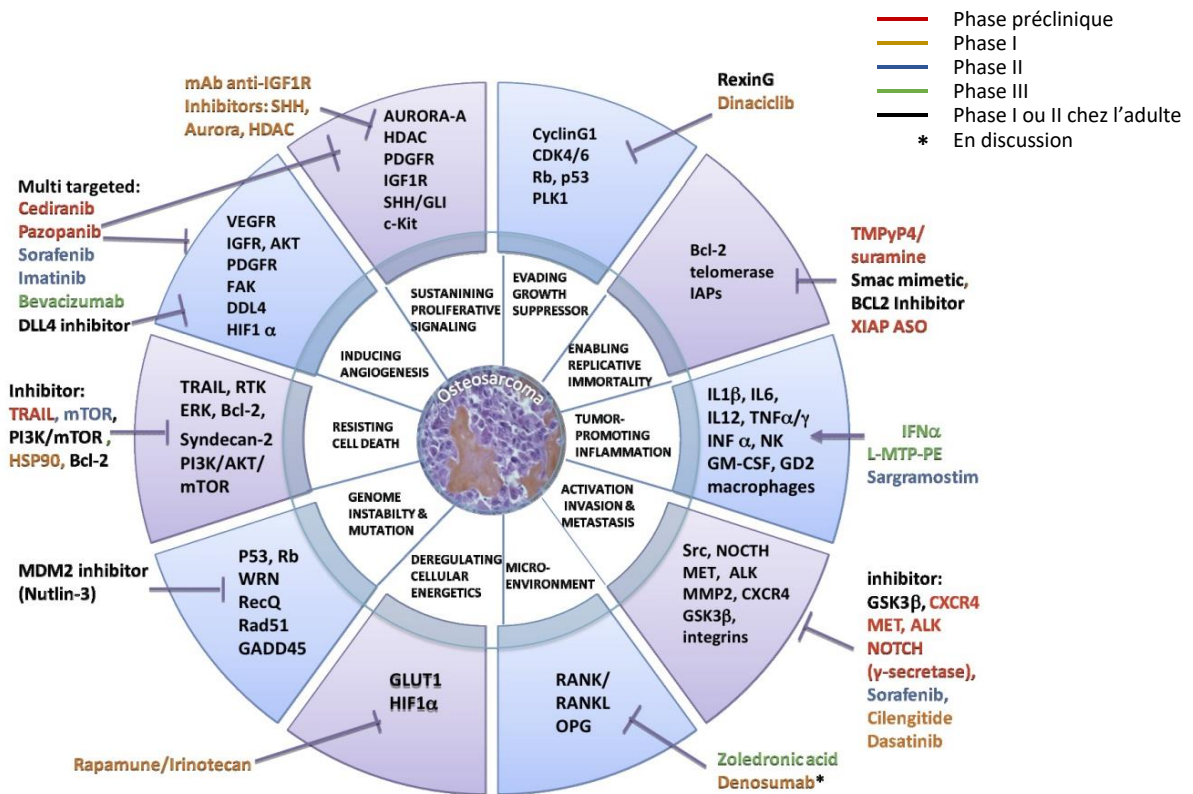 Phase préclinique
Phase I
Phase II
Phase III
Phase I ou II chez l'adulte
* En discussion
mAb anti-IGF1R
Inhibitors: SHH,
Aurora, HDAC
AURORA-A
HDAC
PDGFR
IGF1R
SHH/GLI
c-Kit
RexinG
Dinaciclib
CyclinG1
CDK4/6
Rb, p53
PLK1
Multi targeted:
Cediranib
Pazopanib
Sorafenib
Imatinib
Bevacizumab
DLL4 inhibitor
VEGFR
IGFR, AKT
PDGFR
FAK
DDL4
HIF1 α
Bcl-2
telomerase
IAPs
TMPyP4/
suramine
Smac mimetic,
BCL2 Inhibitor
XIAP ASO
SUSTANINING
PROLIFERATIVE
SIGNALING
EVADING
GROWTH
SUPPRESSOR
INDUCING
ANGIOGENESIS
ENABLING
REPLICATIVE
IMMORTALITY
Osteosarcoma
RESISTING
CELL DEATH
TUMOR-
PROMOTING
INFLAMMATION
GENOME
INSTABILTY &
MUTATION
ACTIVATION
INVASION &
METASTASIS
DEREGULATING
CELLULAR
ENERGETICS
MICRO-
ENVIRONMENT
Inhibitor:
TRAIL, mTOR,
PI3K/mTOR ,
HSP90, Bcl-2
TRAIL, RTK
ERK, Bcl-2,
Syndecan-2
PI3K/AKT/
mTOR
IL1β, IL6,
IL12, TNFα/γ
INF α, NK
GM-CSF, GD2
macrophages
IFNα
L-MTP-PE
Sargramostim
MDM2 inhibitor
(Nutlin-3)
P53, Rb
WRN
RecQ
Rad51
GADD45
Src, NOCTH
MET, ALK
MMP2, CXCR4
GSK3β,
integrins
inhibitor:
GSK3β, CXCR4
MET, ALK
NOTCH
(γ-secretase),
Sorafenib,
Cilengitide
Dasatinib
GLUT1
HIF1α
RANK/
RANKL
OPG
Rapamune/Irinotecan
Zoledronic acid
Denosumab*